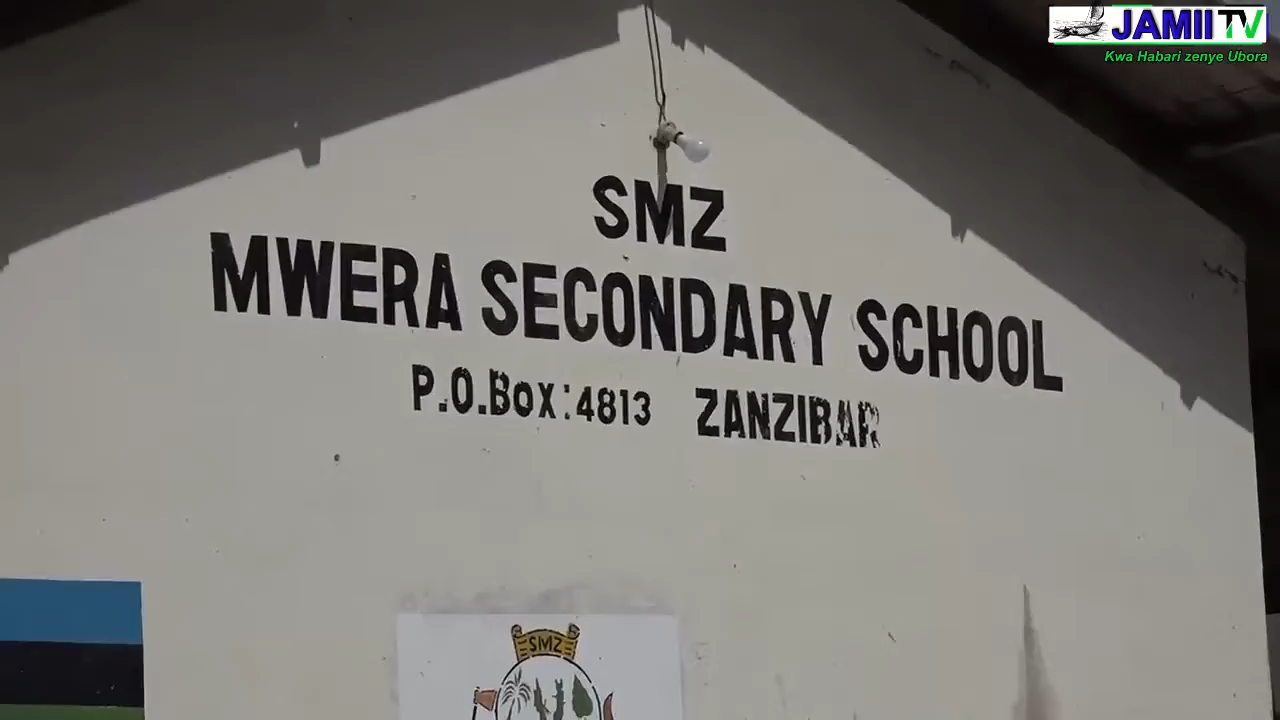 JAMII TV
Kwa Habari zenye Ubora
SMZ
MWERA SECONDARY SCHOOL
P.O.Box:4813 ZANZIBAR
SMZ